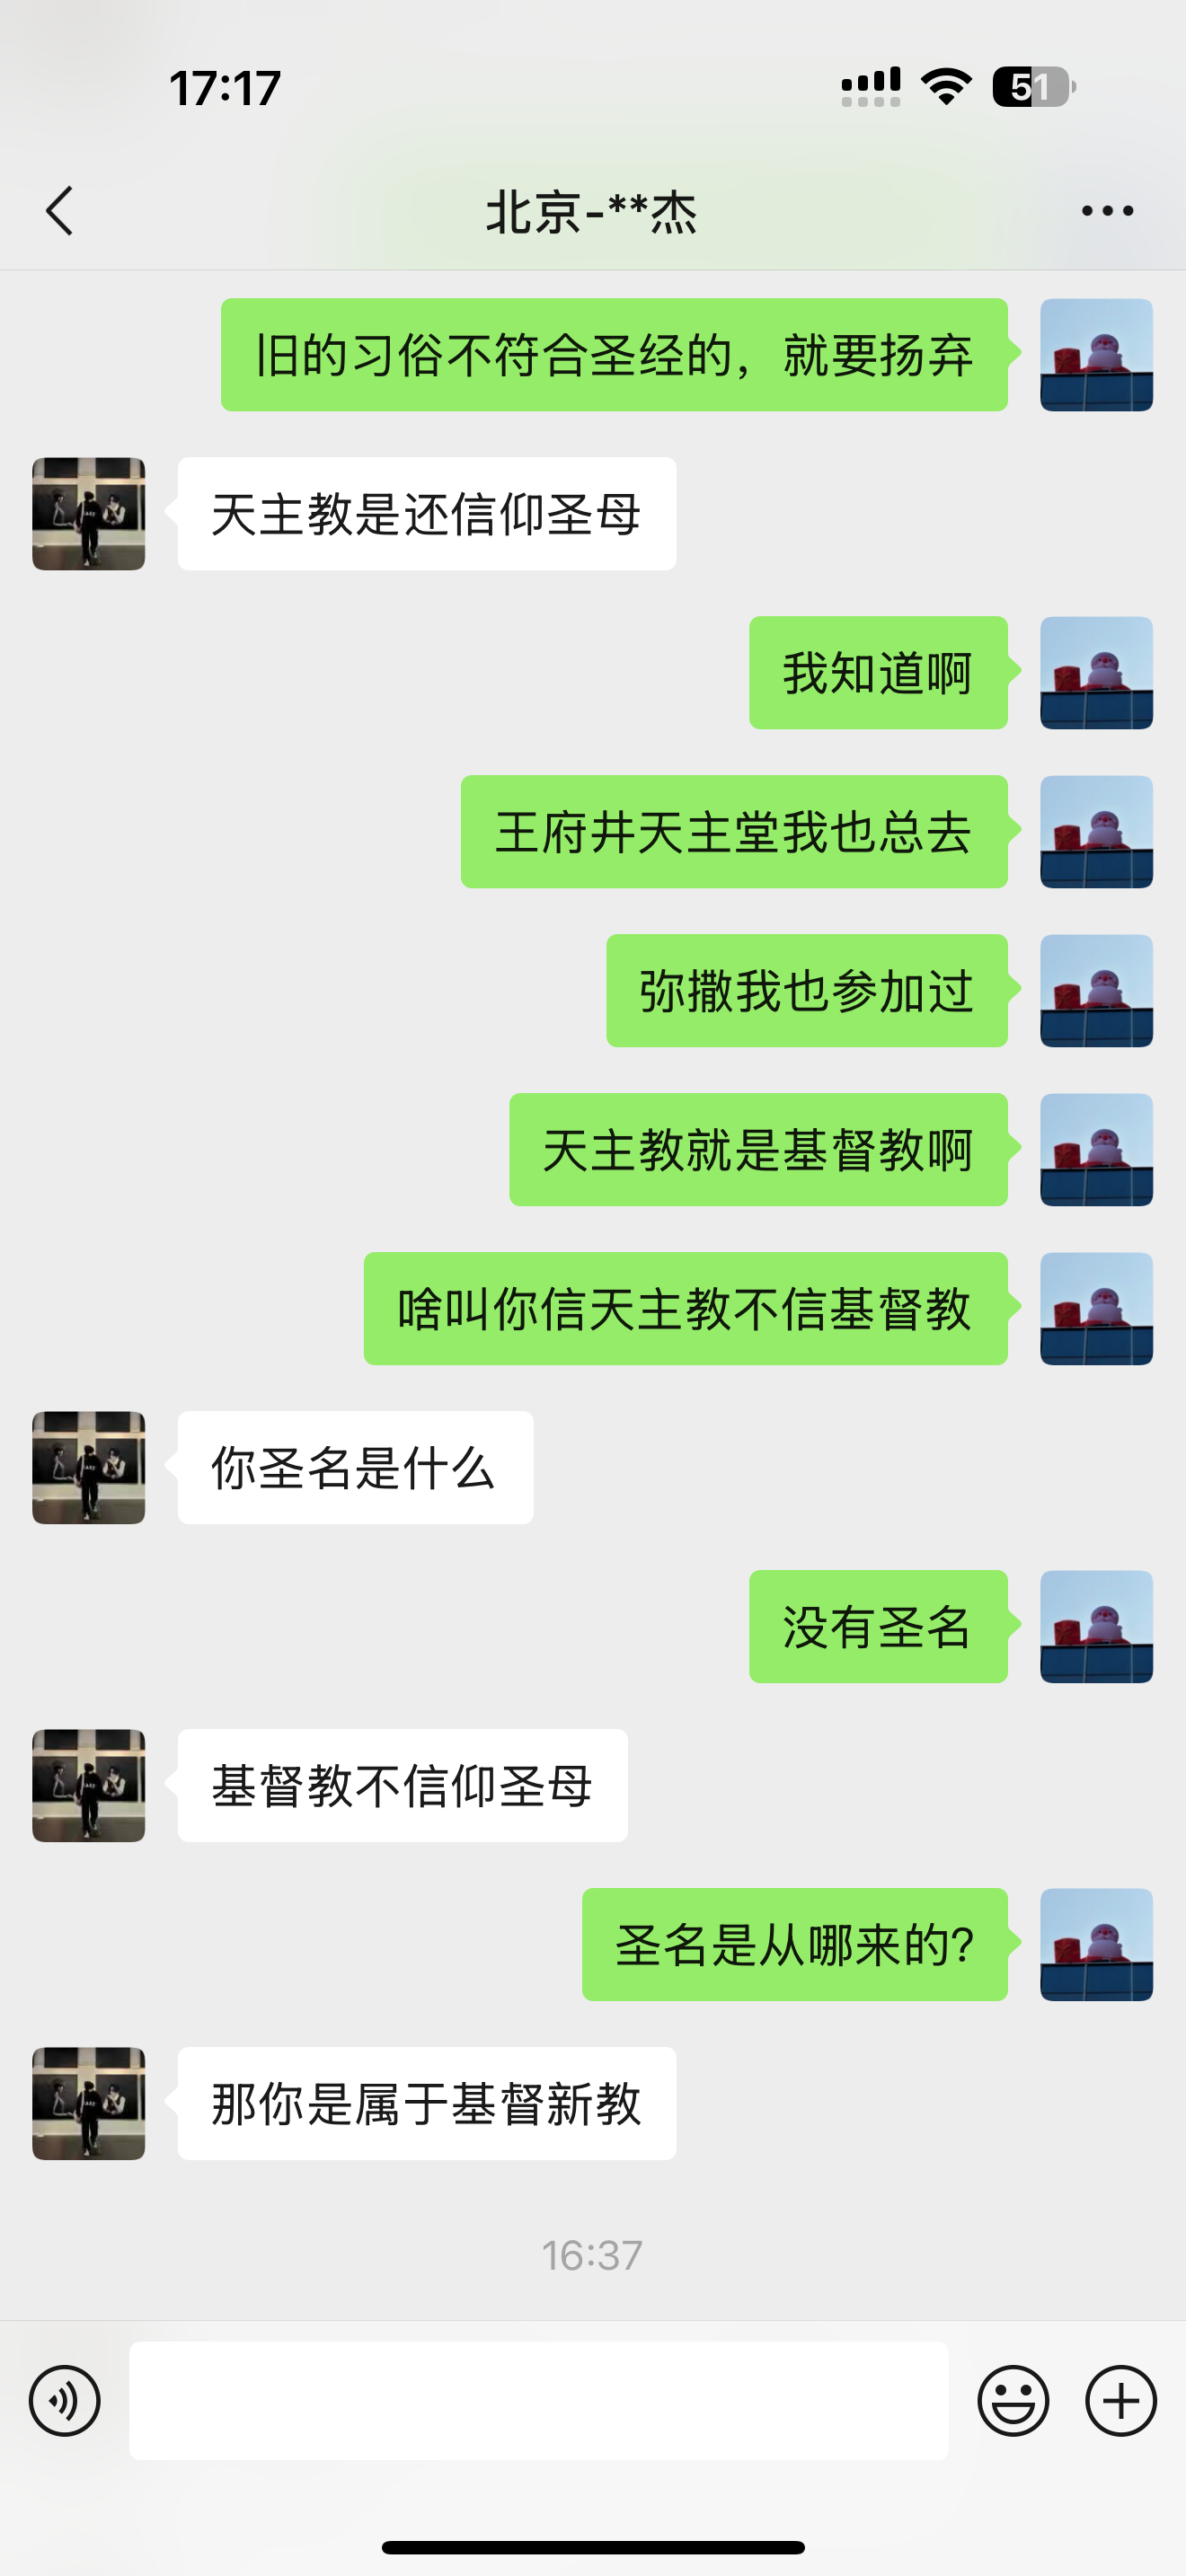 17:17
51
北京-**杰
旧的习俗不符合圣经的，就要扬弃
天主教是还信仰圣母
我知道啊
王府井天主堂我也总去
弥撒我也参加过
天主教就是基督教啊
啥叫你信天主教不信基督教
你圣名是什么
没有圣名
基督教不信仰圣母
圣名是从哪来的?
那你是属于基督新教
16:37